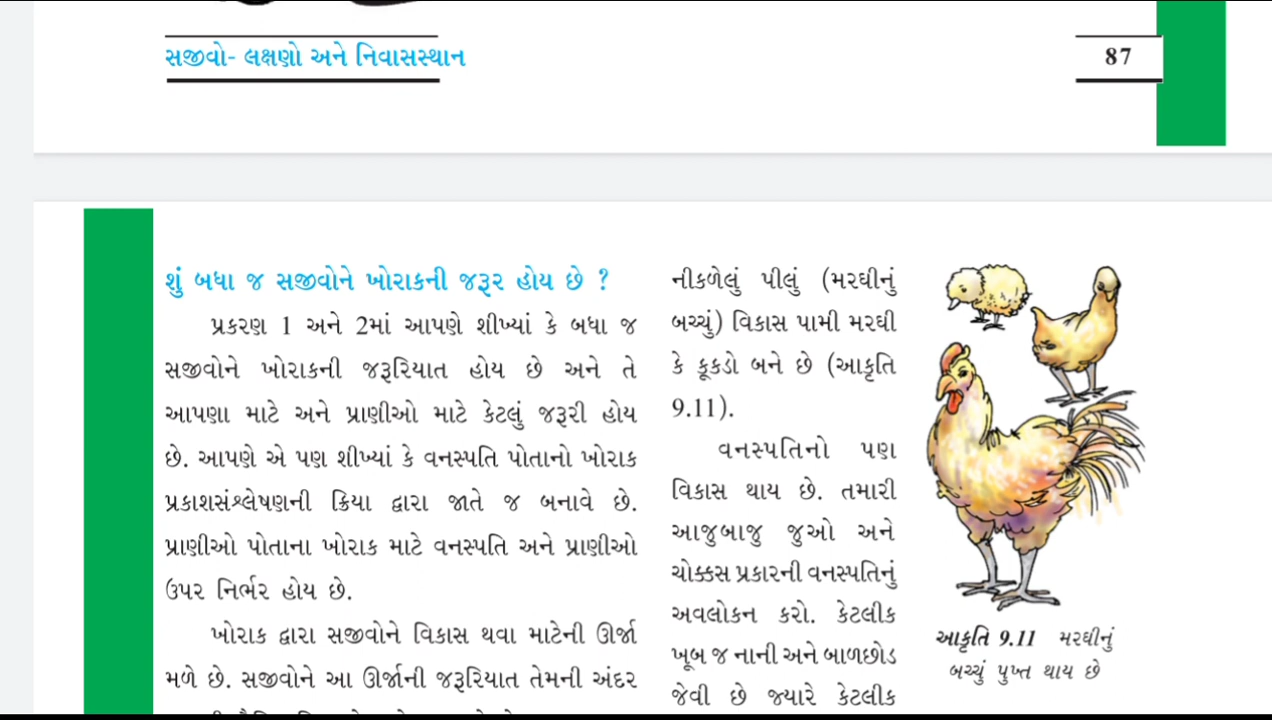 સજીવો- લક્ષણો અને નિવાસસ્થાન
87
શું બધા જ સજીવોને ખોરાકની જરૂર હોય છે ?
પ્રકરણ 1 અને 2માં આપણે શીખ્યાં કે બધા જ
સજીવોને ખોરાકની જરૂરિયાત હોય છે અને તે
આપણા માટે અને પ્રાણીઓ માટે કેટલું જરૂરી હોય
છે. આપણે એ પણ શીખ્યાં કે વનસ્પતિ પોતાનો ખોરાક
પ્રકાશસંશ્લેષણની ક્રિયા દ્વારા જાતે જ બનાવે છે.
પ્રાણીઓ પોતાના ખોરાક માટે વનસ્પતિ અને પ્રાણીઓ
ઉપર નિર્ભર હોય છે.
ખોરાક દ્વારા સજીવોને વિકાસ થવા માટેની ઊર્જા
મળે છે. સજીવોને આ ઊર્જાની જરૂરિયાત તેમની અંદર
નીકળેલું પીલું (મરઘીનું
બચ્ચું) વિકાસ પામી મરઘી
કે કૂકડો બને છે (આકૃતિ
9.11).
વનસ્પતિનો પણ
વિકાસ થાય છે. તમારી
આજુબાજુ જુઓ અને
ચોક્કસ પ્રકારની વનસ્પતિનું
અવલોકન કરો. કેટલીક
ખૂબ જ નાની અને બાળછોડ
જેવી છે જ્યારે કેટલીક
આકૃતિ 9.11 મરઘીનું
બચ્ચું પુખ્ત થાય છે